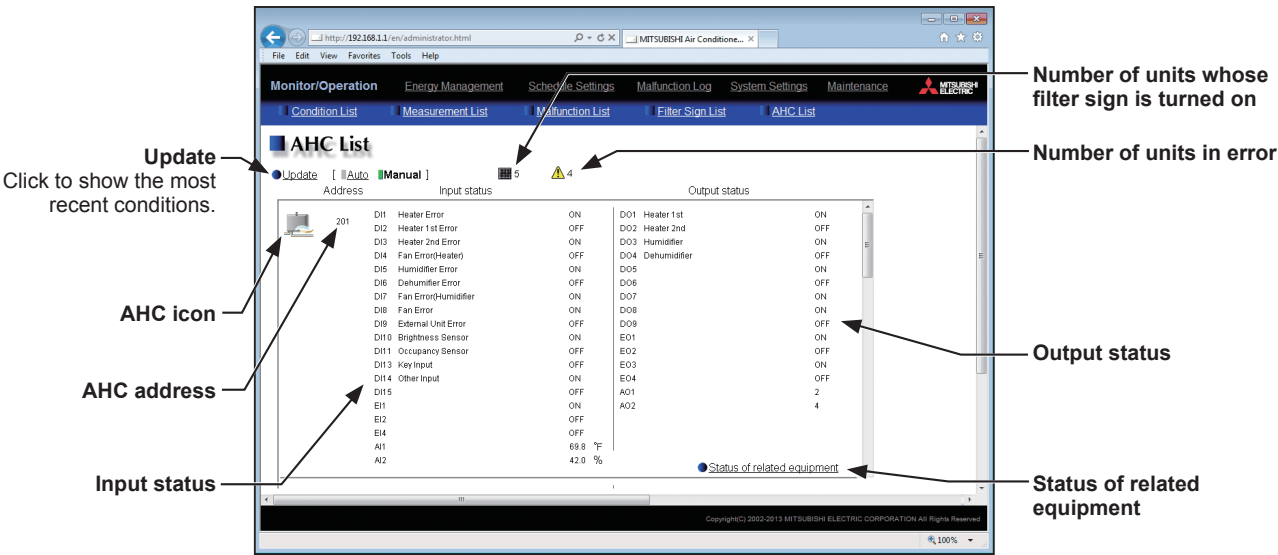 http://192.168.1.1/en/administrator.html
MITSUBISHI Air Conditione...
File Edit View Favorites Tools Help
Monitor/Operation Energy Management Schedule Settings Malfunction Log System Settings Maintenance MITSUBISHI ELECTRIC
Condition List Measurement List Malfunction List Filter Sign List AHC List
AHC List
Update [ Auto Manual ] 5 4
Address Input status Output status
201 DI1 Heater Error ON DO1 Heater 1st ON
DI2 Heater 1st Error OFF DO2 Heater 2nd OFF
DI3 Heater 2nd Error ON DO3 Humidifier ON
DI4 Fan Error(Heater) OFF DO4 Dehumidifier OFF
DI5 Humidifier Error ON DO5 ON
DI6 Dehumifier Error OFF DO6 OFF
DI7 Fan Error(Humidifier ON DO7 ON
DI8 Fan Error ON DO8 ON
DI9 External Unit Error OFF DO9 OFF
DI10 Brightness Sensor ON EO1 ON
DI11 Occupancy Sensor OFF EO2 OFF
DI13 Key Input OFF EO3 ON
DI14 Other Input ON EO4 OFF
DI15 OFF AO1 2
EI1 ON AO2 4
EI2 OFF
EI4 OFF
AI1 69.8 °F
AI2 42.0 %
Status of related equipment
Copyright(C) 2002-2013 MITSUBISHI ELECTRIC CORPORATION All Rights Reserved
100%
Update
Click to show the most
recent conditions.
AHC icon
AHC address
Input status
Number of units whose
filter sign is turned on
Number of units in error
Output status
Status of related
equipment